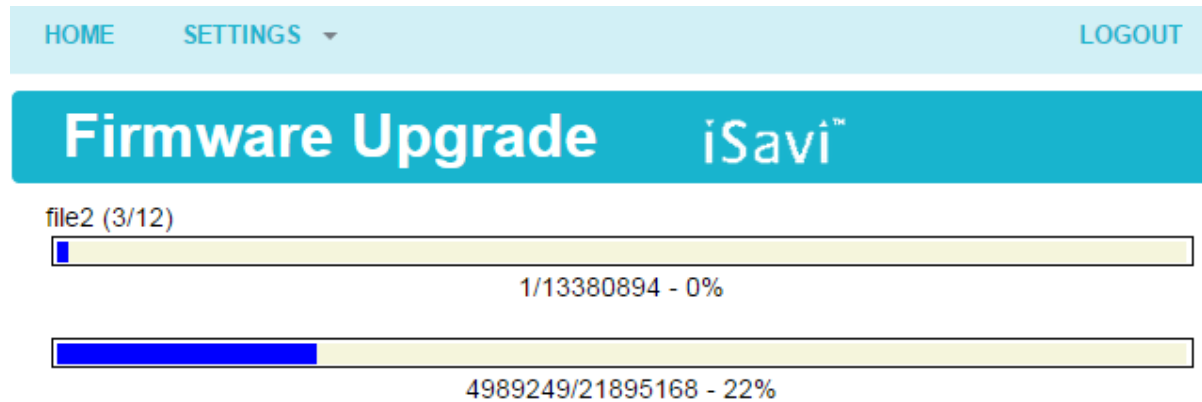 HOME SETTINGS LOGOUT
Firmware Upgrade iSavi™
file2 (3/12)
1/13380894 - 0%
4989249/21895168 - 22%